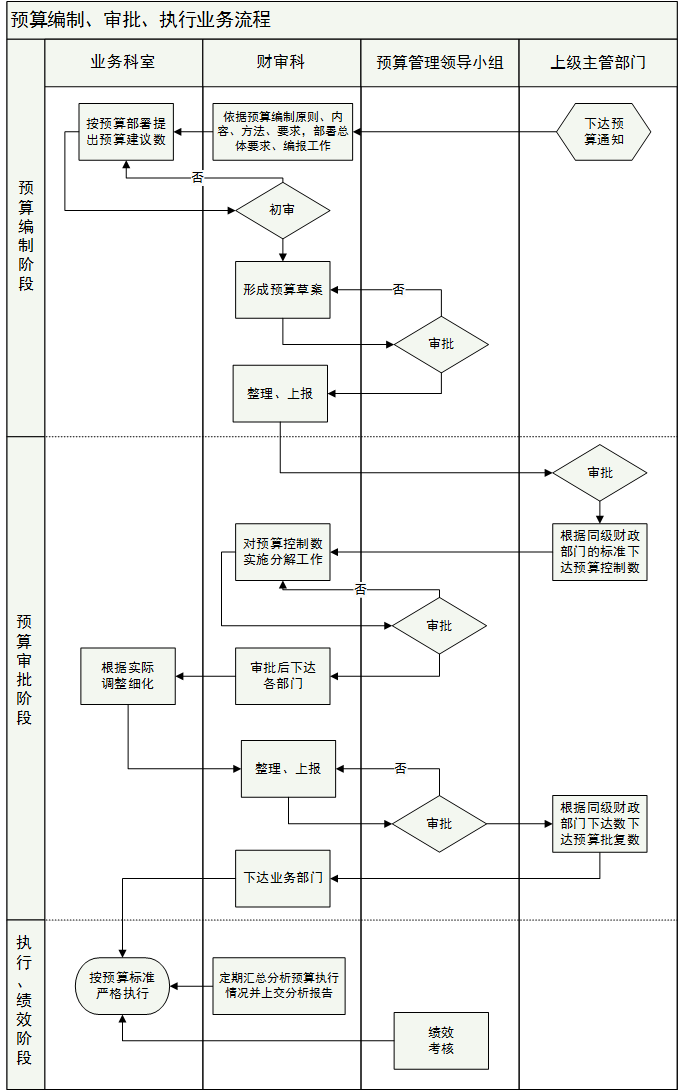 预算编制、审批、执行业务流程
业务科室
财审科
预算管理领导小组
上级主管部门
预算编制阶段
按预算部署提
出预算建议数
依据预算编制原则、内
容、方法、要求，部署总
体要求、编报工作
下达预
算通知
否
初审
形成预算草案
否
审批
整理、上报
预算审批阶段
审批
对预算控制数
实施分解工作
根据同级财政
部门的标准下
达预算控制数
否
审批
根据实际
调整细化
审批后下达
各部门
整理、上报
否
审批
根据同级财政
部门下达数下
达预算批复数
下达业务部门
执行、绩效阶段
按预算标准
严格执行
定期汇总分析预算执行
情况并上交分析报告
绩效
考核